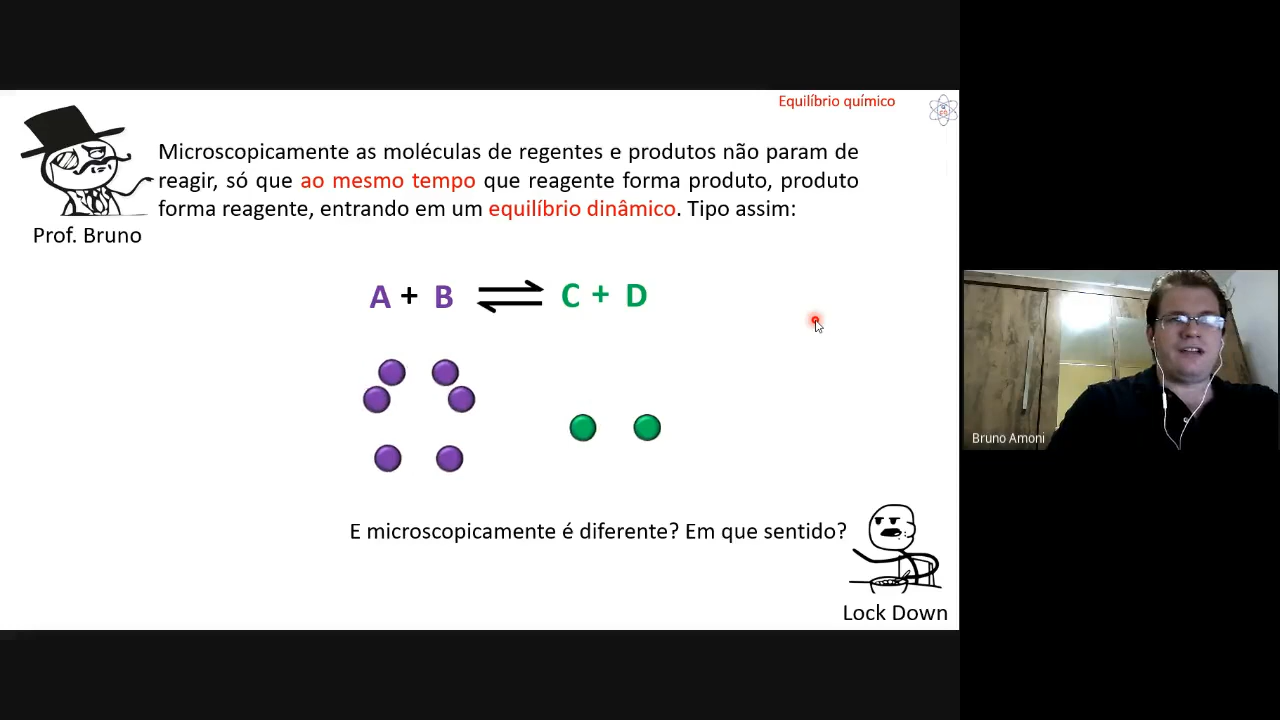 Equilíbrio químico
Microscopicamente as moléculas de regentes e produtos não param de
reagir, só que ao mesmo tempo que reagente forma produto, produto
forma reagente, entrando em um equilíbrio dinâmico. Tipo assim:
Prof. Bruno
A + B ⇌ C + D
E microscopicamente é diferente? Em que sentido?
Lock Down
Bruno Amoni